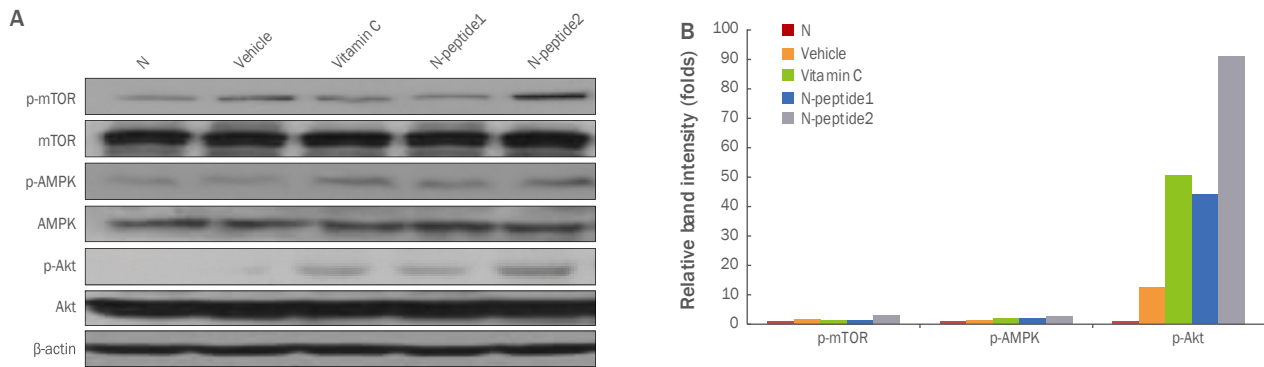 A
N
Vehicle
Vitamin C
N-peptide1
N-peptide2
p-mTOR
mTOR
p-AMPK
AMPK
p-Akt
Akt
β-actin
B
Relative band intensity (folds)
100
90
80
70
60
50
40
30
20
10
0
N
Vehicle
Vitamin C
N-peptide1
N-peptide2
p-mTOR
p-AMPK
p-Akt